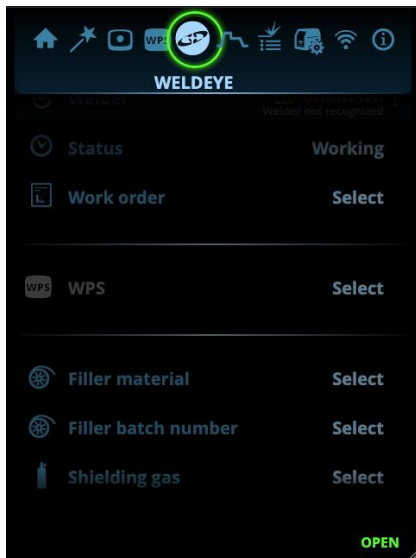 WPS
WELDEYE
Welder
Welder not recognized
Status Working
Work order Select
WPS WPS Select
Filler material Select
Filler batch number Select
Shielding gas Select
OPEN